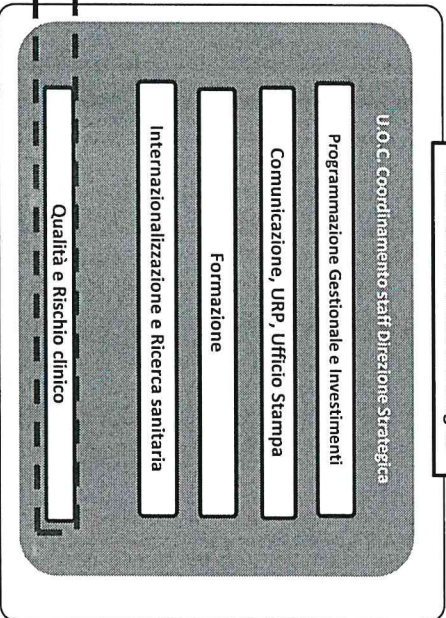 U.O.C. Coordinamento staff Direzione Strategica
Programmazione Gestionale e Investimenti
Comunicazione, URP, Ufficio Stampa
Formazione
Internazionalizzazione e Ricerca sanitaria
Qualità e Rischio clinico